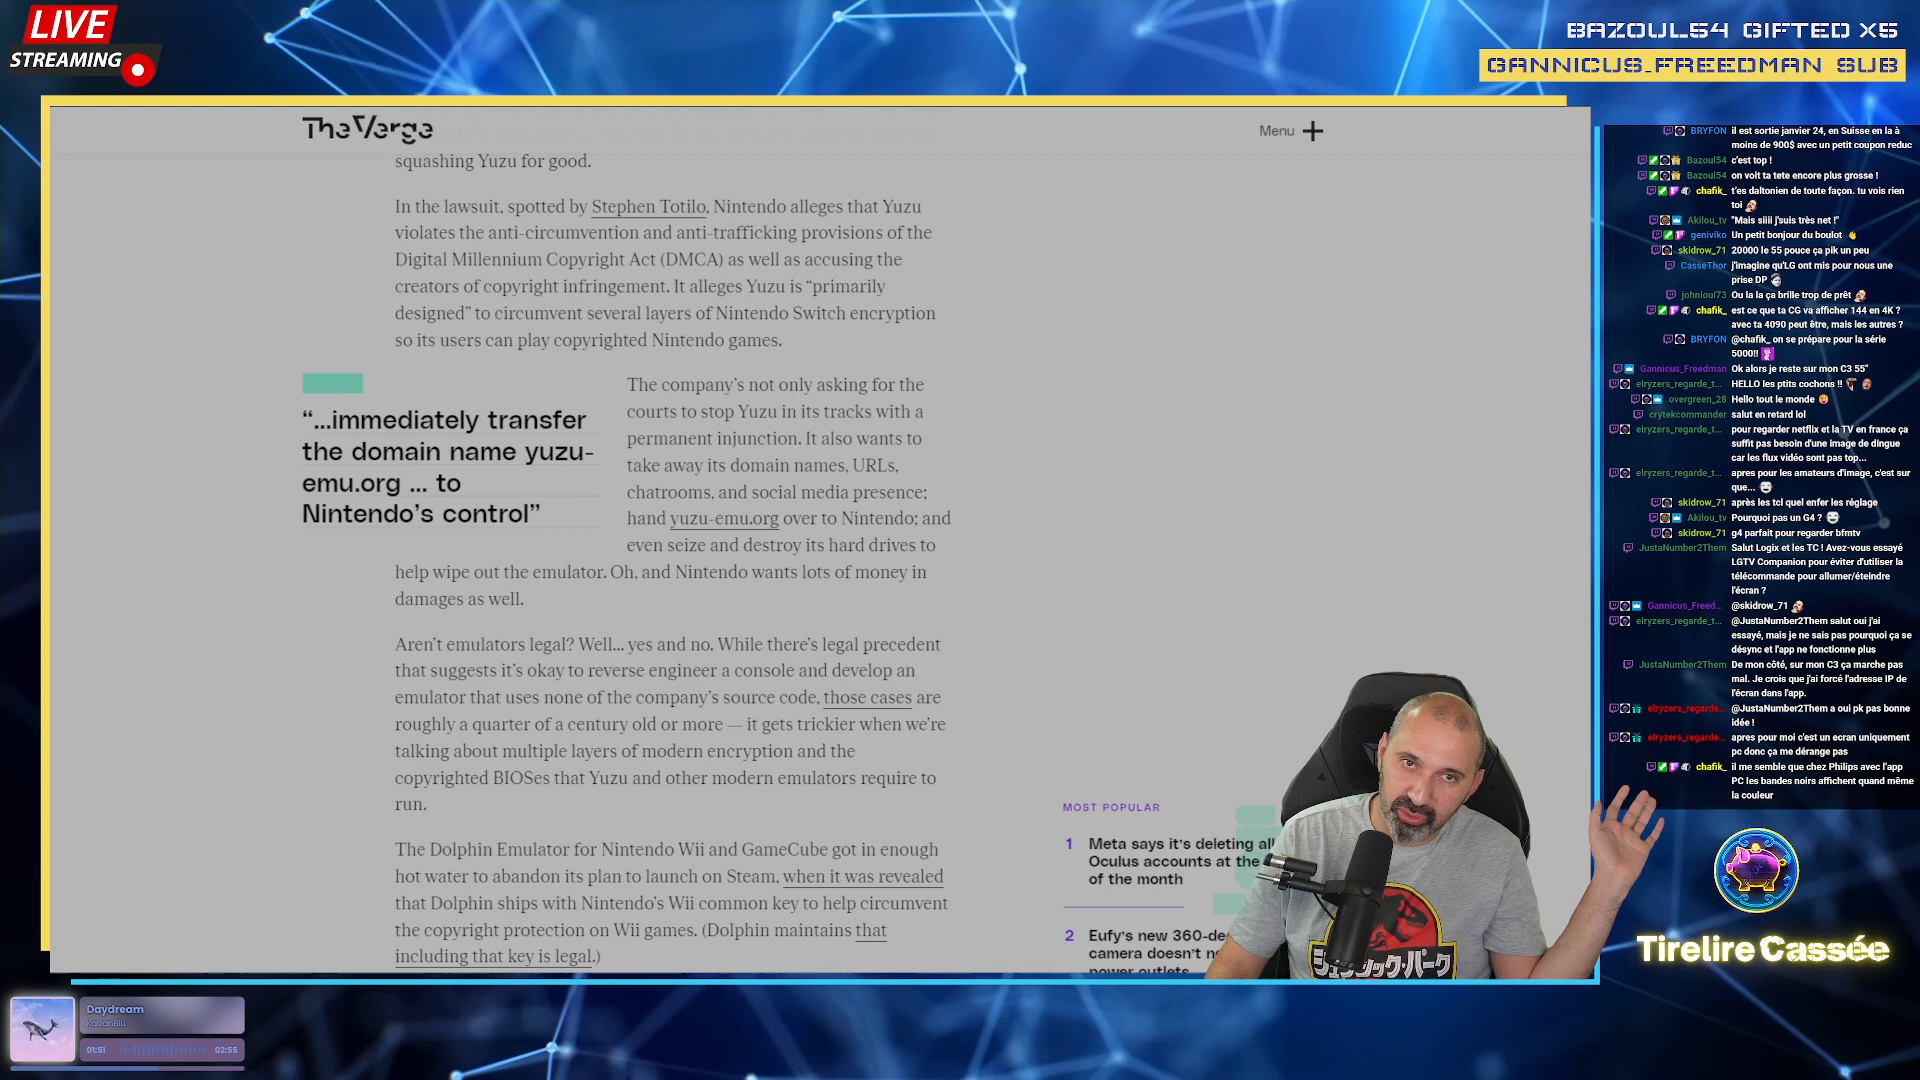 LIVE
STREAMING
BAZOUL54 GIFTED X5
GANNICUS_FREEDMAN SUB
TheVerge
Menu
squashing Yuzu for good.
In the lawsuit, spotted by Stephen Totilo, Nintendo alleges that Yuzu
violates the anti-circumvention and anti-trafficking provisions of the
Digital Millennium Copyright Act (DMCA) as well as accusing the
creators of copyright infringement. It alleges Yuzu is “primarily
designed” to circumvent several layers of Nintendo Switch encryption
so its users can play copyrighted Nintendo games.
“...immediately transfer
the domain name yuzu-
emu.org ... to
Nintendo’s control”
The company’s not only asking for the
courts to stop Yuzu in its tracks with a
permanent injunction. It also wants to
take away its domain names, URLs,
chatrooms, and social media presence;
hand yuzu-emu.org over to Nintendo; and
even seize and destroy its hard drives to
help wipe out the emulator. Oh, and Nintendo wants lots of money in
damages as well.
Aren’t emulators legal? Well... yes and no. While there’s legal precedent
that suggests it’s okay to reverse engineer a console and develop an
emulator that uses none of the company’s source code, those cases are
roughly a quarter of a century old or more — it gets trickier when we’re
talking about multiple layers of modern encryption and the
copyrighted BIOSes that Yuzu and other modern emulators require to
run.
The Dolphin Emulator for Nintendo Wii and GameCube got in enough
hot water to abandon its plan to launch on Steam, when it was revealed
that Dolphin ships with Nintendo’s Wii common key to help circumvent
the copyright protection on Wii games. (Dolphin maintains that
including that key is legal.)
MOST POPULAR
1 Meta says it’s deleting all
Oculus accounts at the
of the month
2 Eufy’s new 360-de
camera doesn’t n
power outlets
ジュラシック・パーク
BRYFON il est sortie janvier 24, en Suisse en la à
moins de 900$ avec un petit coupon reduc
Bazoul54 c'est top !
Bazoul54 on voit ta tete encore plus grosse !
chafik_ t'es daltonien de toute façon. tu vois rien
toi
Akilou_tv "Mais siiii j'suis très net !"
geniviko Un petit bonjour du boulot
skidrow_71 20000 le 55 pouce ça pik un peu
CasseThor j'imagine qu'LG ont mis pour nous une
prise DP
johnloul73 Ou la la ça brille trop de prêt
chafik_ est ce que ta CG va afficher 144 en 4K ?
avec ta 4090 peut être, mais les autres ?
BRYFON @chafik_ on se prépare pour la série
5000!!
Gannicus_Freedman Ok alors je reste sur mon C3 55"
elryzers_regarde_t... HELLO les ptits cochons !!
overgreen_28 Hello tout le monde
crytekcommander salut en retard lol
elryzers_regarde_t... pour regarder netflix et la TV en france ça
suffit pas besoin d'une image de dingue
car les flux vidéo sont pas top...
elryzers_regarde_t... apres pour les amateurs d'image, c'est sur
que...
skidrow_71 après les tcl quel enfer les réglage
Akilou_tv Pourquoi pas un G4 ?
skidrow_71 g4 parfait pour regarder bfmtv
JustaNumber2Them Salut Logix et les TC ! Avez-vous essayé
LGTV Companion pour éviter d'utiliser la
télécommande pour allumer/éteindre
l'écran ?
Gannicus_Freed... @skidrow_71
elryzers_regarde_t... @JustaNumber2Them salut oui j'ai
essayé, mais je ne sais pas pourquoi ça se
désync et l'app ne fonctionne plus
JustaNumber2Them De mon côté, sur mon C3 ça marche pas
mal. Je crois que j'ai forcé l'adresse IP de
l'écran dans l'app.
elryzers_regarde... @JustaNumber2Them a oui pk pas bonne
idée !
elryzers_regarde... apres pour moi c'est un ecran uniquement
pc donc ça me dérange pas
chafik_ il me semble que chez Philips avec l'app
PC les bandes noirs affichent quand même
la couleur
Tirelire Cassée
Daydream
KaizanBlu
01:51
02:55